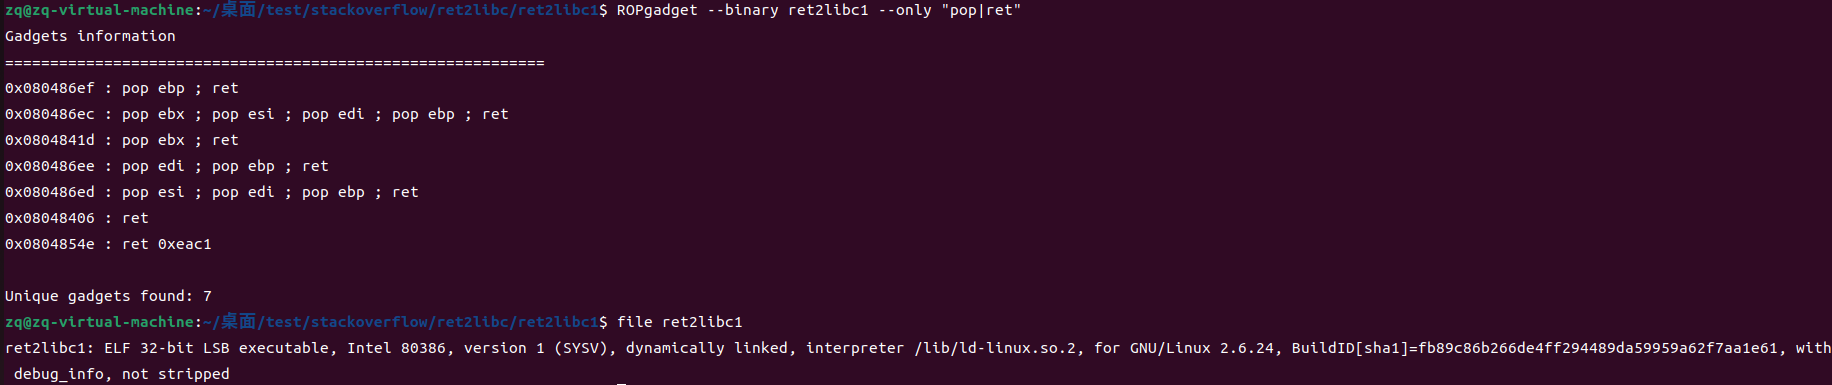 zq@zq-virtual-machine:~/桌面/test/stackoverflow/ret2libc/ret2libc1$ ROPgadget --binary ret2libc1 --only "pop|ret"
Gadgets information
============================================================
0x080486ef : pop ebp ; ret
0x080486ec : pop ebx ; pop esi ; pop edi ; pop ebp ; ret
0x0804841d : pop ebx ; ret
0x080486ee : pop edi ; pop ebp ; ret
0x080486ed : pop esi ; pop edi ; pop ebp ; ret
0x08048406 : ret
0x0804854e : ret 0xeac1
Unique gadgets found: 7
zq@zq-virtual-machine:~/桌面/test/stackoverflow/ret2libc/ret2libc1$ file ret2libc1
ret2libc1: ELF 32-bit LSB executable, Intel 80386, version 1 (SYSV), dynamically linked, interpreter /lib/ld-linux.so.2, for GNU/Linux 2.6.24, BuildID[sha1]=fb89c86b266de4ff294489da59959a62f7aa1e61, with
debug_info, not stripped